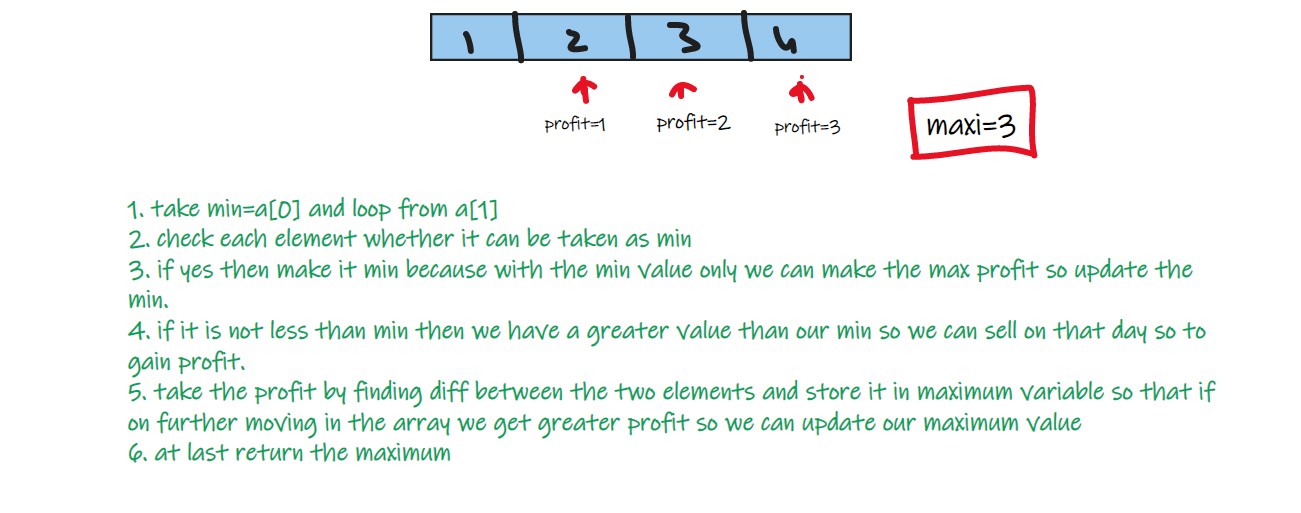 1 2 3 4
profit=1 profit=2 profit=3
maxi=3
1. take min=a[0] and loop from a[1]
2. check each element whether it can be taken as min
3. if yes then make it min because with the min value only we can make the max profit so update the
min.
4. if it is not less than min then we have a greater value than our min so we can sell on that day so to
gain profit.
5. take the profit by finding diff between the two elements and store it in maximum variable so that if
on further moving in the array we get greater profit so we can update our maximum value
6. at last return the maximum